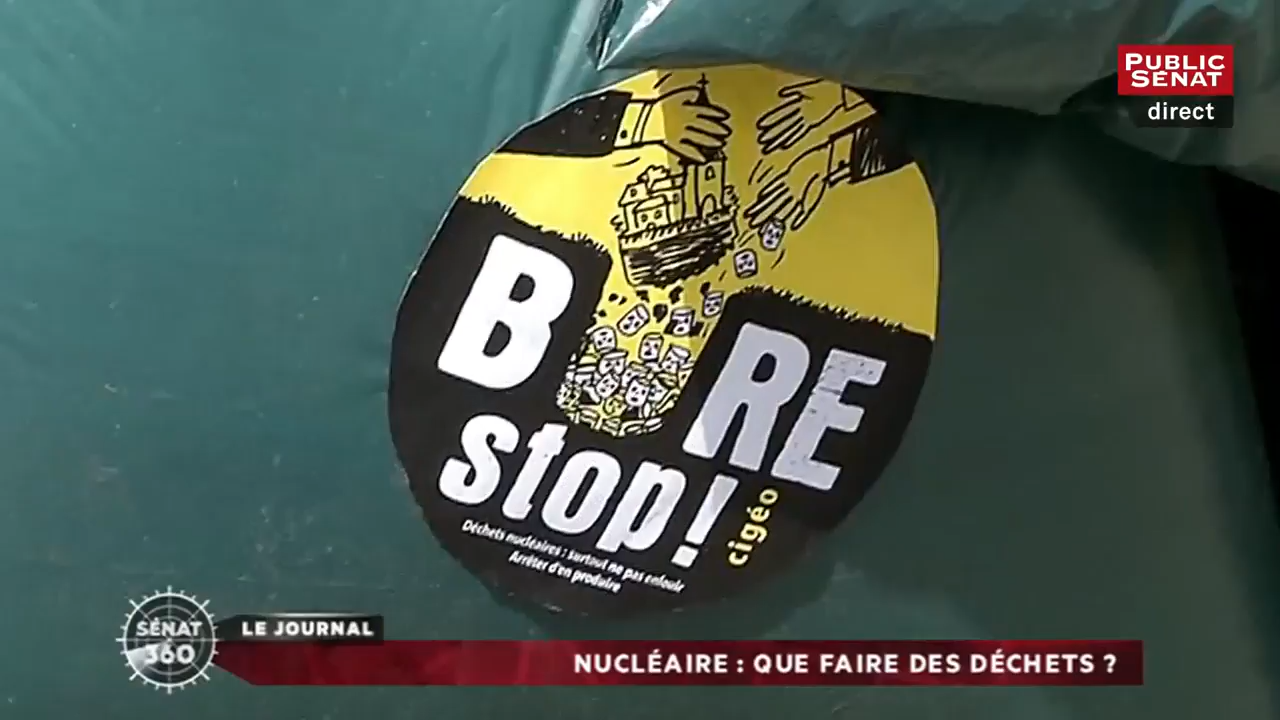 PUBLIC
SÉNAT
direct
B RE
stop!
cigéo
Déchets nucléaires : surtout ne pas enfouir
Arrêter d'en produire
SÉNAT
360
LE JOURNAL
NUCLÉAIRE : QUE FAIRE DES DÉCHETS ?